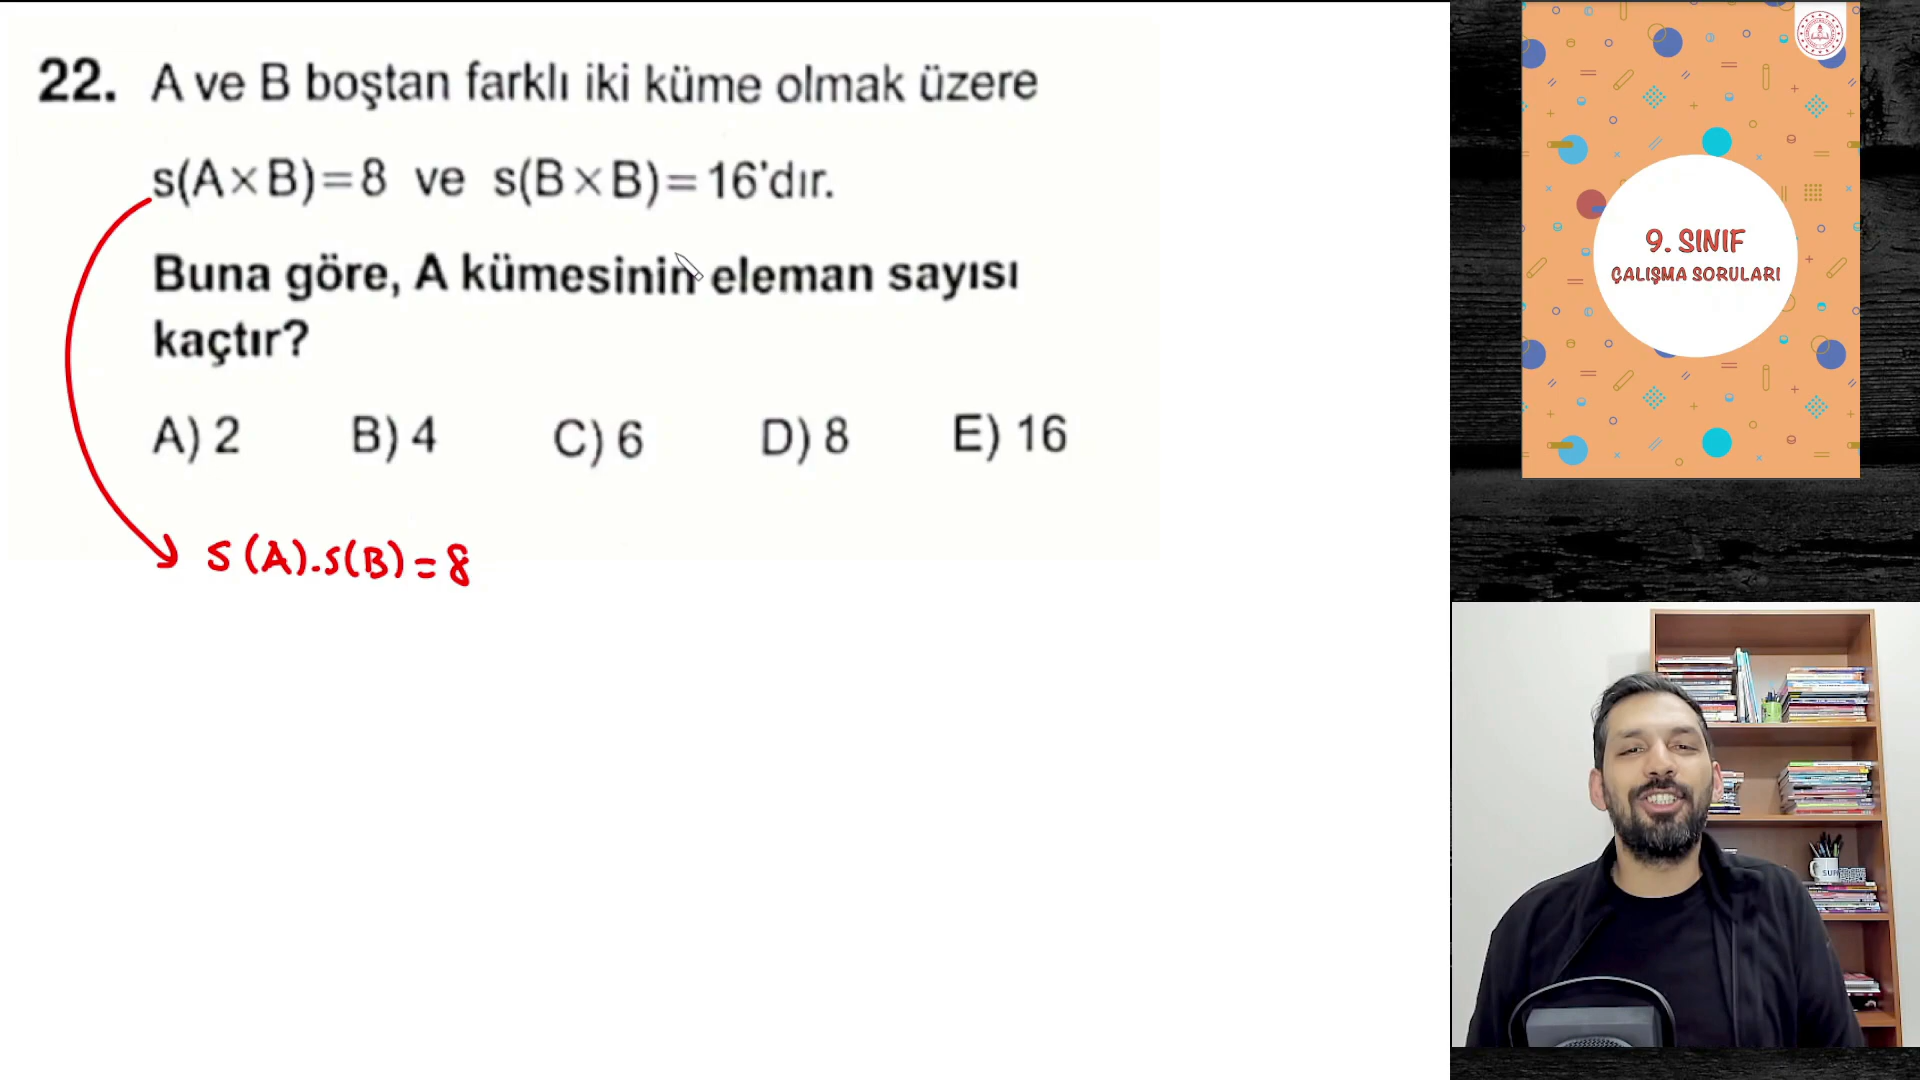 22. A ve B boştan farklı iki küme olmak üzere
s(A×B)=8 ve s(B×B)=16'dır.
Buna göre, A kümesinin eleman sayısı
kaçtır?
A) 2 B) 4 C) 6 D) 8 E) 16
s(A).s(B)=8
9. SINIF
ÇALIŞMA SORULARI